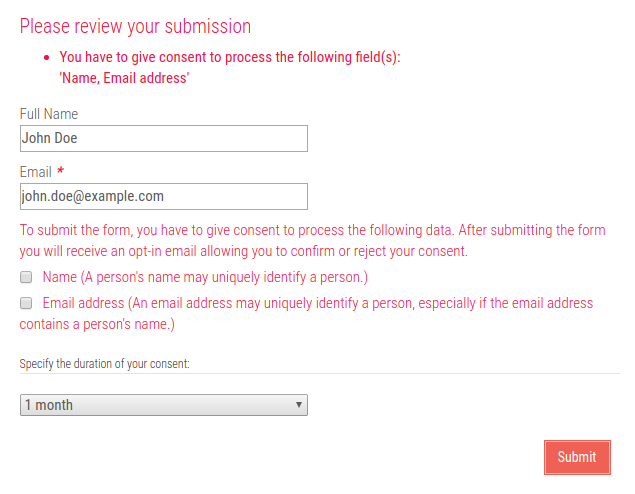 Please review your submission
You have to give consent to process the following field(s):
'Name, Email address'
Full Name
John Doe
Email *
john.doe@example.com
To submit the form, you have to give consent to process the following data. After submitting the form
you will receive an opt-in email allowing you to confirm or reject your consent.
Name (A person's name may uniquely identify a person.)
Email address (An email address may uniquely identify a person, especially if the email address
contains a person's name.)
Specify the duration of your consent:
1 month
Submit